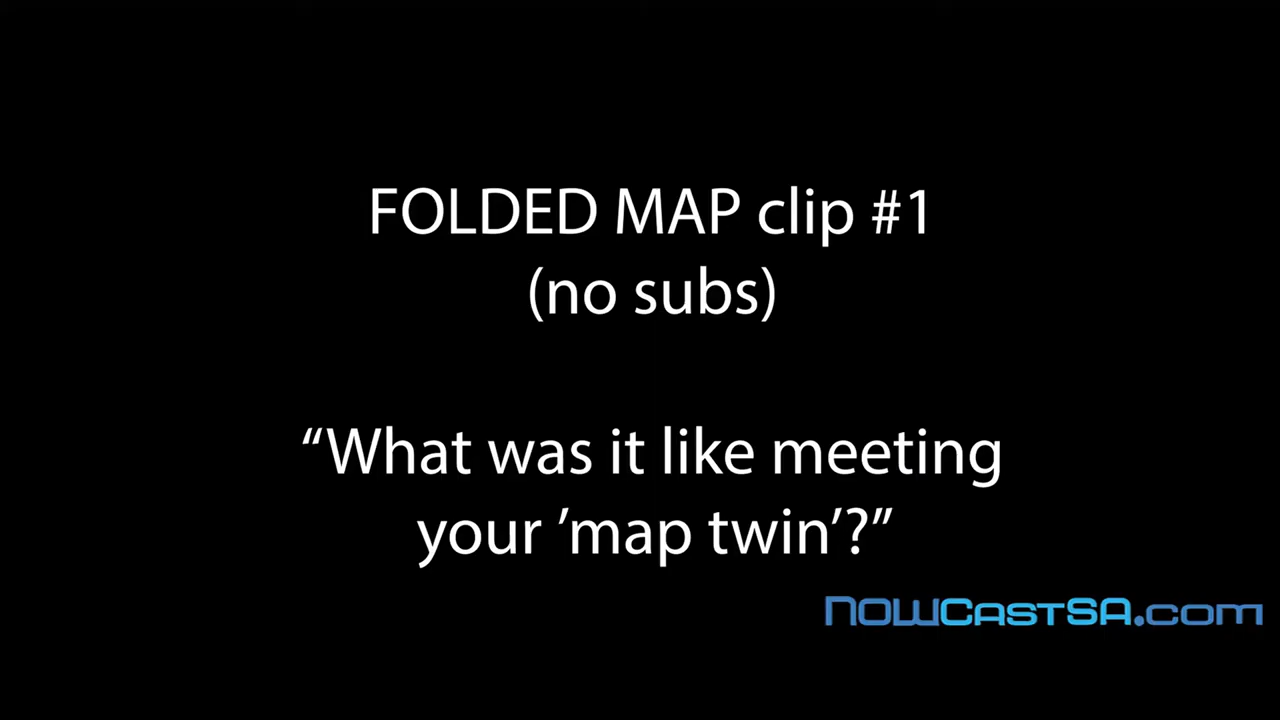 FOLDED MAP clip #1
(no subs)
“What was it like meeting
your ’map twin’?”
NOWCastSA.com